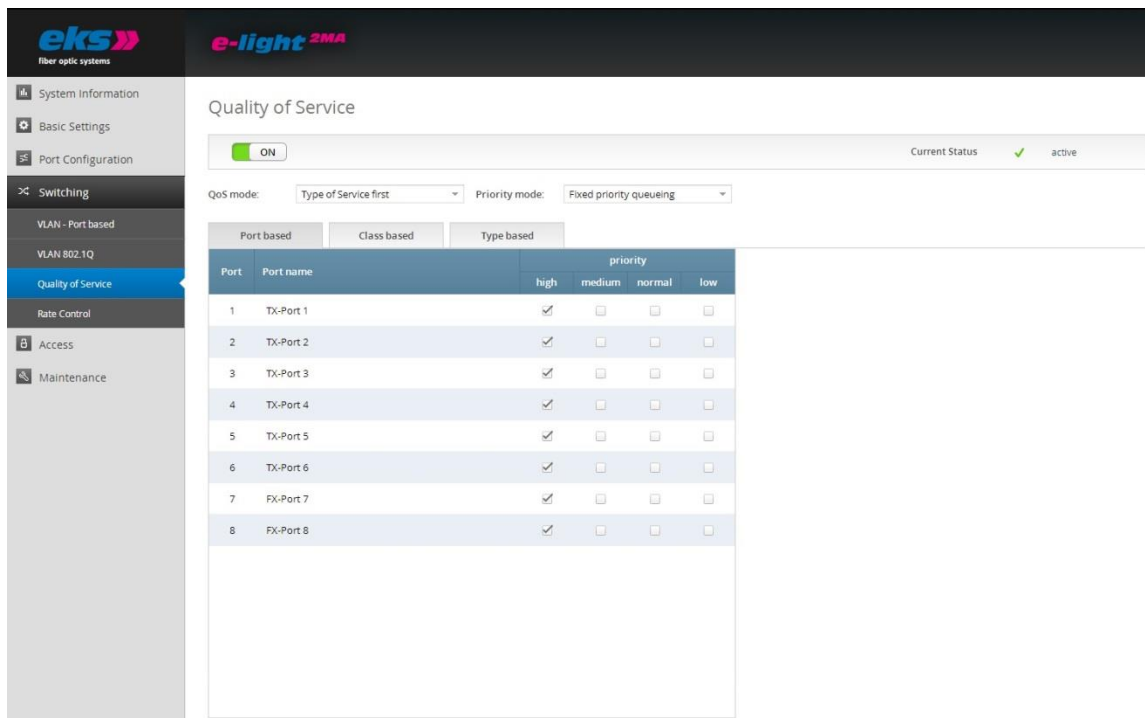 eks
fiber optic systems
e-light 2MA
System Information
Basic Settings
Port Configuration
Switching
VLAN - Port based
VLAN 802.1Q
Quality of Service
Rate Control
Access
Maintenance
Quality of Service
ON
Current Status active
QoS mode: Type of Service first Priority mode: Fixed priority queueing
Port based Class based Type based
Port Port name priority
high medium normal low
1 TX-Port 1
2 TX-Port 2
3 TX-Port 3
4 TX-Port 4
5 TX-Port 5
6 TX-Port 6
7 FX-Port 7
8 FX-Port 8